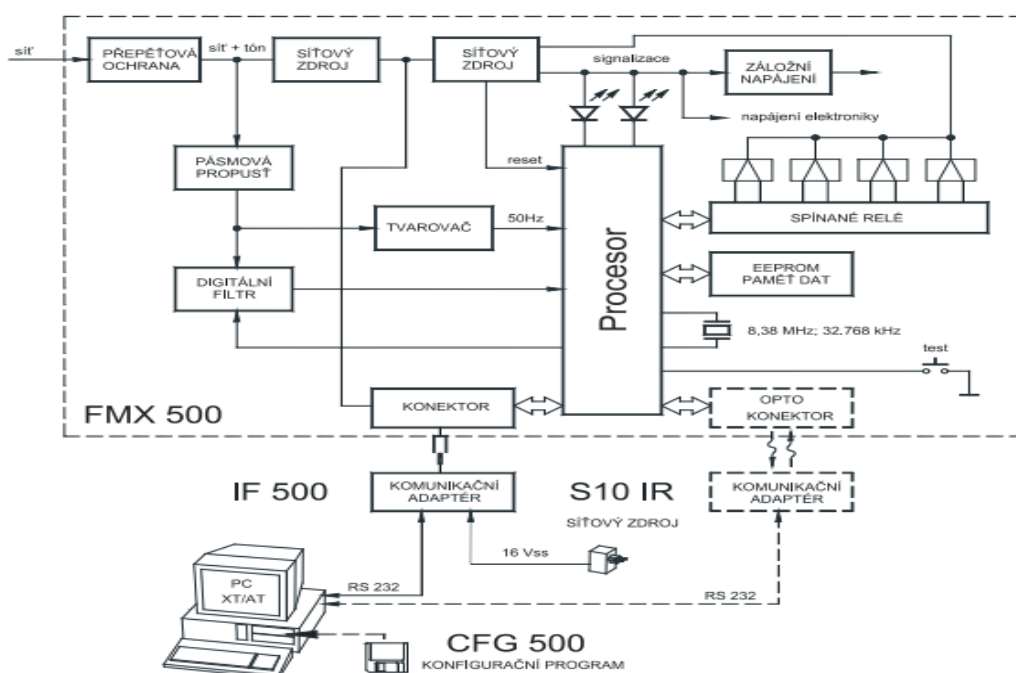 síť
PŘEPĚŤOVÁ
OCHRANA
síť + tón
SÍŤOVÝ
ZDROJ
SÍŤOVÝ
ZDROJ
signalizace
ZÁLOŽNÍ
NAPÁJENÍ
napájení elektroniky
PÁSMOVÁ
PROPUSŤ
reset
TVAROVAČ
50Hz
SPÍNANÉ RELÉ
DIGITÁLNÍ
FÍLTR
Procesor
EEPROM
PAMĚŤ DAT
8,38 MHz; 32.768 kHz
test
FMX 500
KONEKTOR
OPTO
KONEKTOR
IF 500
KOMUNIKAČNÍ
ADAPTÉR
S10 IR
KOMUNIKAČNÍ
ADAPTÉR
SÍŤOVÝ ZDROJ
16 Vss
PC
XT/AT
RS 232
RS 232
CFG 500
KONFIGURAČNÍ PROGRAM